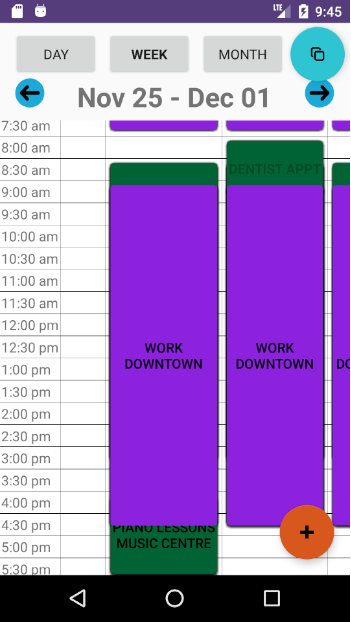 LTE 9:45
DAY WEEK MONTH
Nov 25 - Dec 01
7:30 am
8:00 am
8:30 am
DENTIST APPT
9:00 am
9:30 am
10:00 am
10:30 am
11:00 am
11:30 am
12:00 pm
12:30 pm
WORK
DOWNTOWN
WORK
DOWNTOWN
DO
1:00 pm
1:30 pm
2:00 pm
2:30 pm
3:00 pm
3:30 pm
4:00 pm
4:30 pm
PIANO LESSONS
MUSIC CENTRE
5:00 pm
5:30 pm